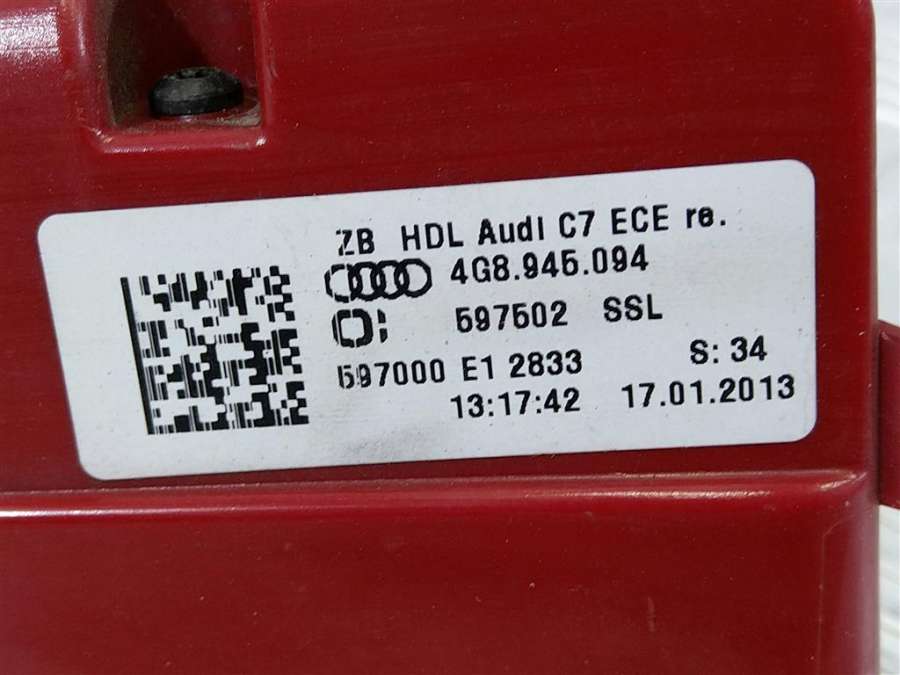 ZB HDL Audi C7 ECE re.
4G8.945.094
597502 SSL
597000 E1 2833 S: 34
13:17:42 17.01.2013